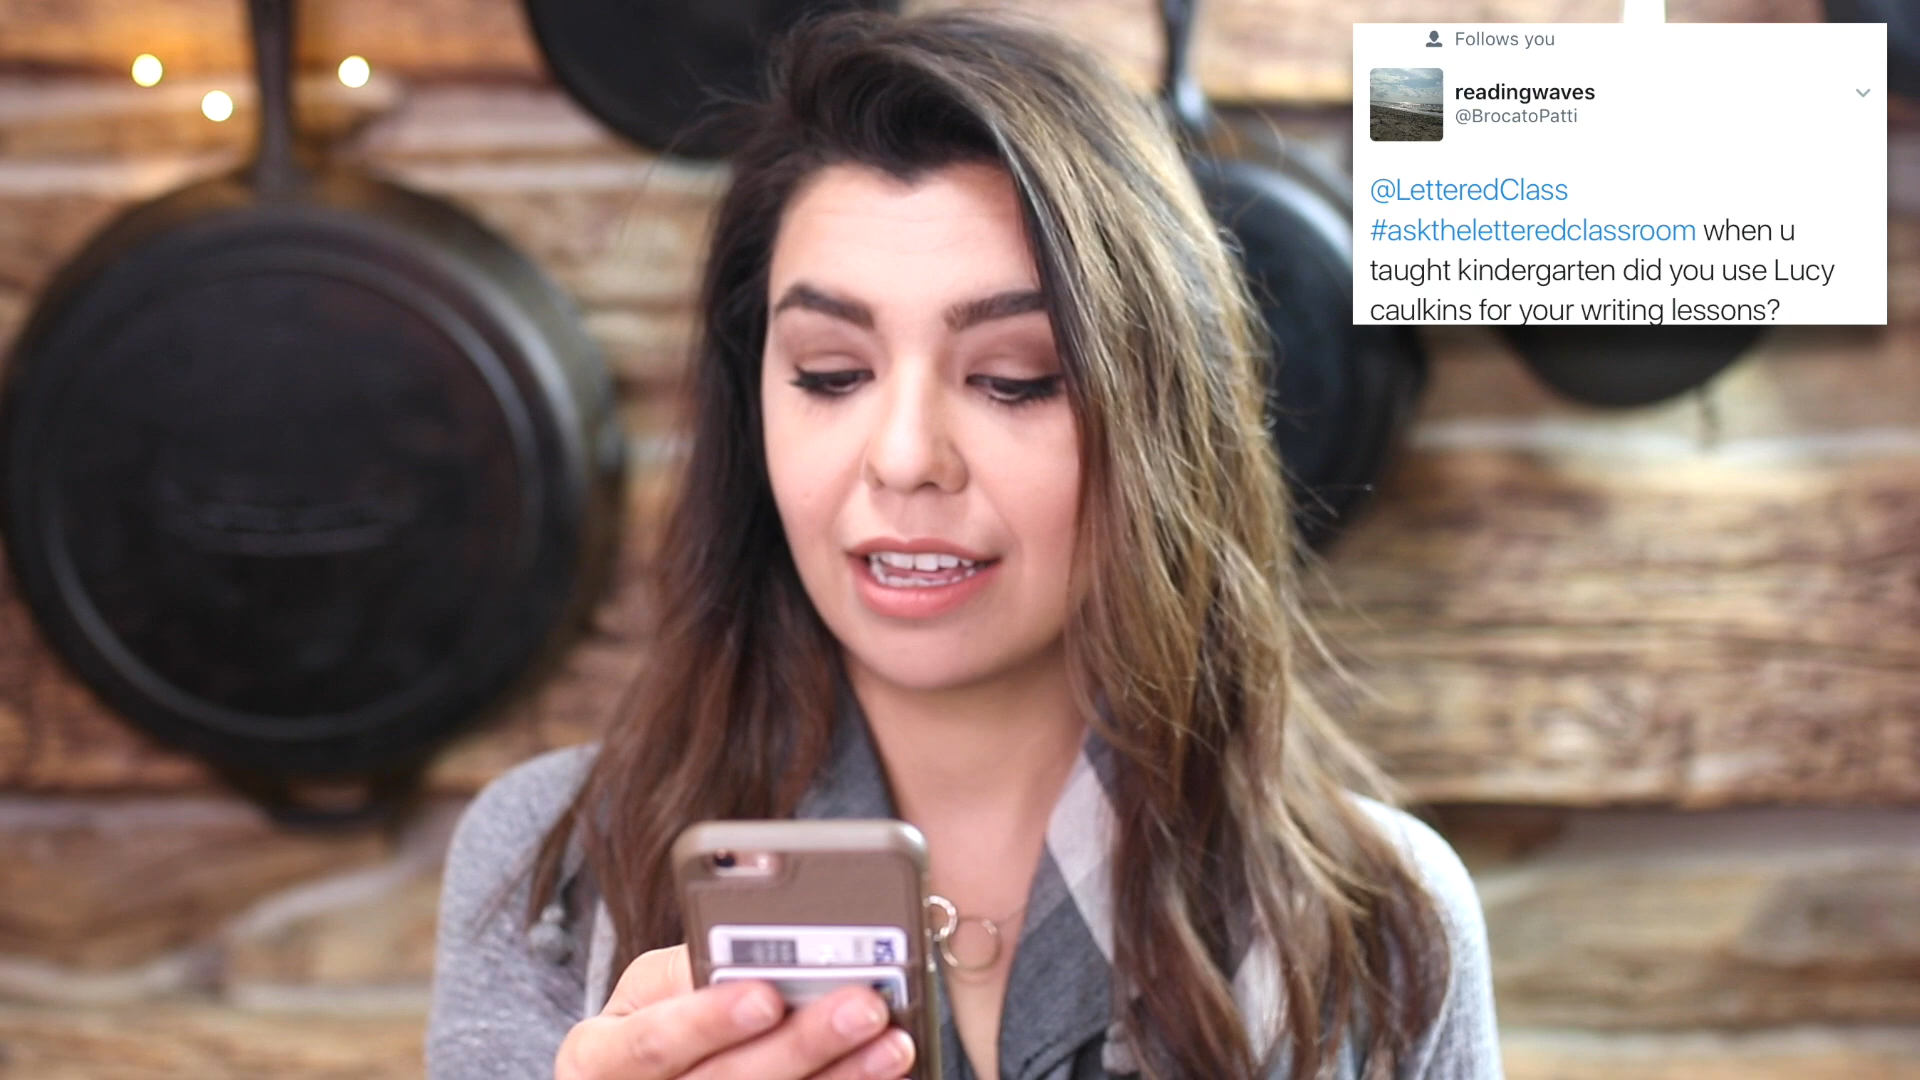 Follows you
readingwaves
@BrocatoPatti
@LetteredClass
#asktheletteredclassroom when u
taught kindergarten did you use Lucy
caulkins for your writing lessons?